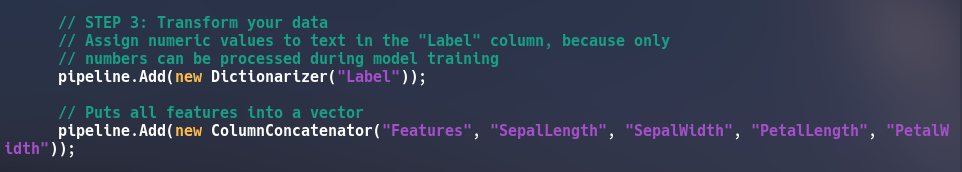 // STEP 3: Transform your data
// Assign numeric values to text in the "Label" column, because only
// numbers can be processed during model training
pipeline.Add(new Dictionarizer("Label"));
// Puts all features into a vector
pipeline.Add(new ColumnConcatenator("Features", "SepalLength", "SepalWidth", "PetalLength", "PetalW
idth"));